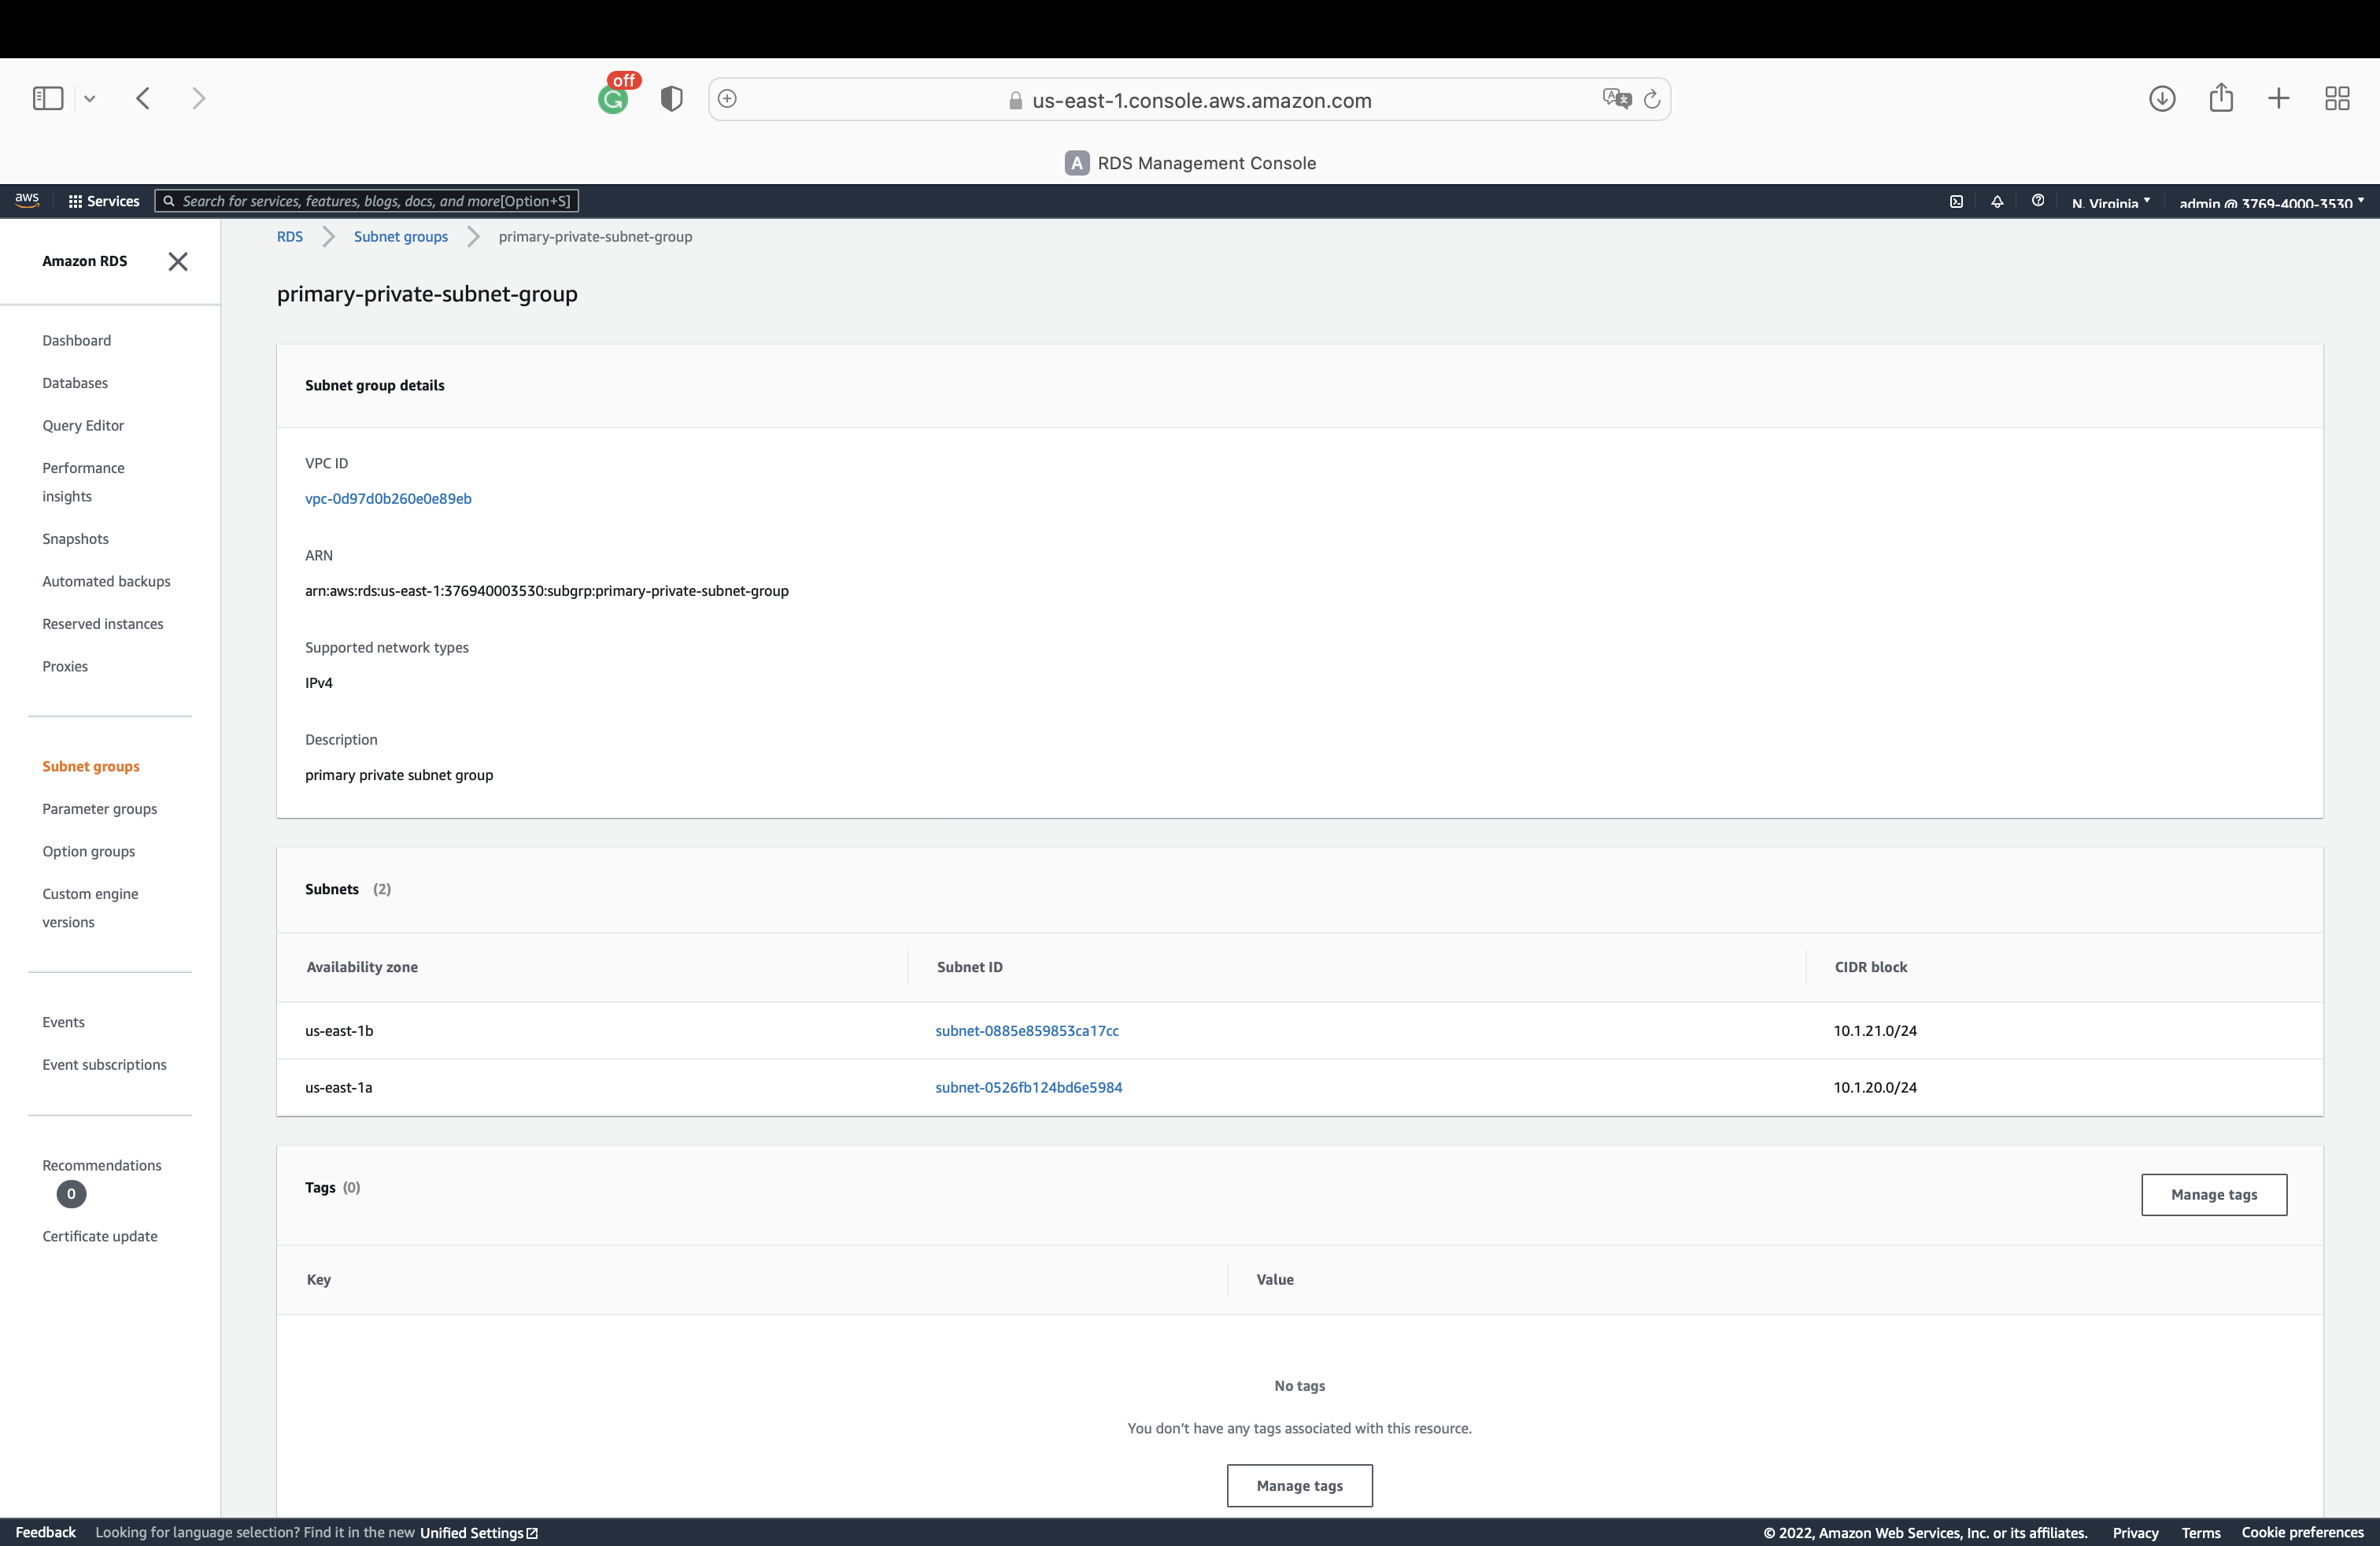 off
us-east-1.console.aws.amazon.com
A RDS Management Console
aws Services Search for services, features, blogs, docs, and more [Option+S] N. Virginia admin @ 3769-4000-3530
Amazon RDS
Dashboard
Databases
Query Editor
Performance
insights
Snapshots
Automated backups
Reserved instances
Proxies
Subnet groups
Parameter groups
Option groups
Custom engine
versions
Events
Event subscriptions
Recommendations
0
Certificate update
RDS Subnet groups primary-private-subnet-group
primary-private-subnet-group
Subnet group details
VPC ID
vpc-0d97d0b260e0e89eb
ARN
arn:aws:rds:us-east-1:376940003530:subgrp:primary-private-subnet-group
Supported network types
IPv4
Description
primary private subnet group
Subnets (2)
Availability zone Subnet ID CIDR block
us-east-1b subnet-0885e859853ca17cc 10.1.21.0/24
us-east-1a subnet-0526fb124bd6e5984 10.1.20.0/24
Tags (0) Manage tags
Key Value
No tags
You don't have any tags associated with this resource.
Manage tags
Feedback Looking for language selection? Find it in the new Unified Settings © 2022, Amazon Web Services, Inc. or its affiliates. Privacy Terms Cookie preferences